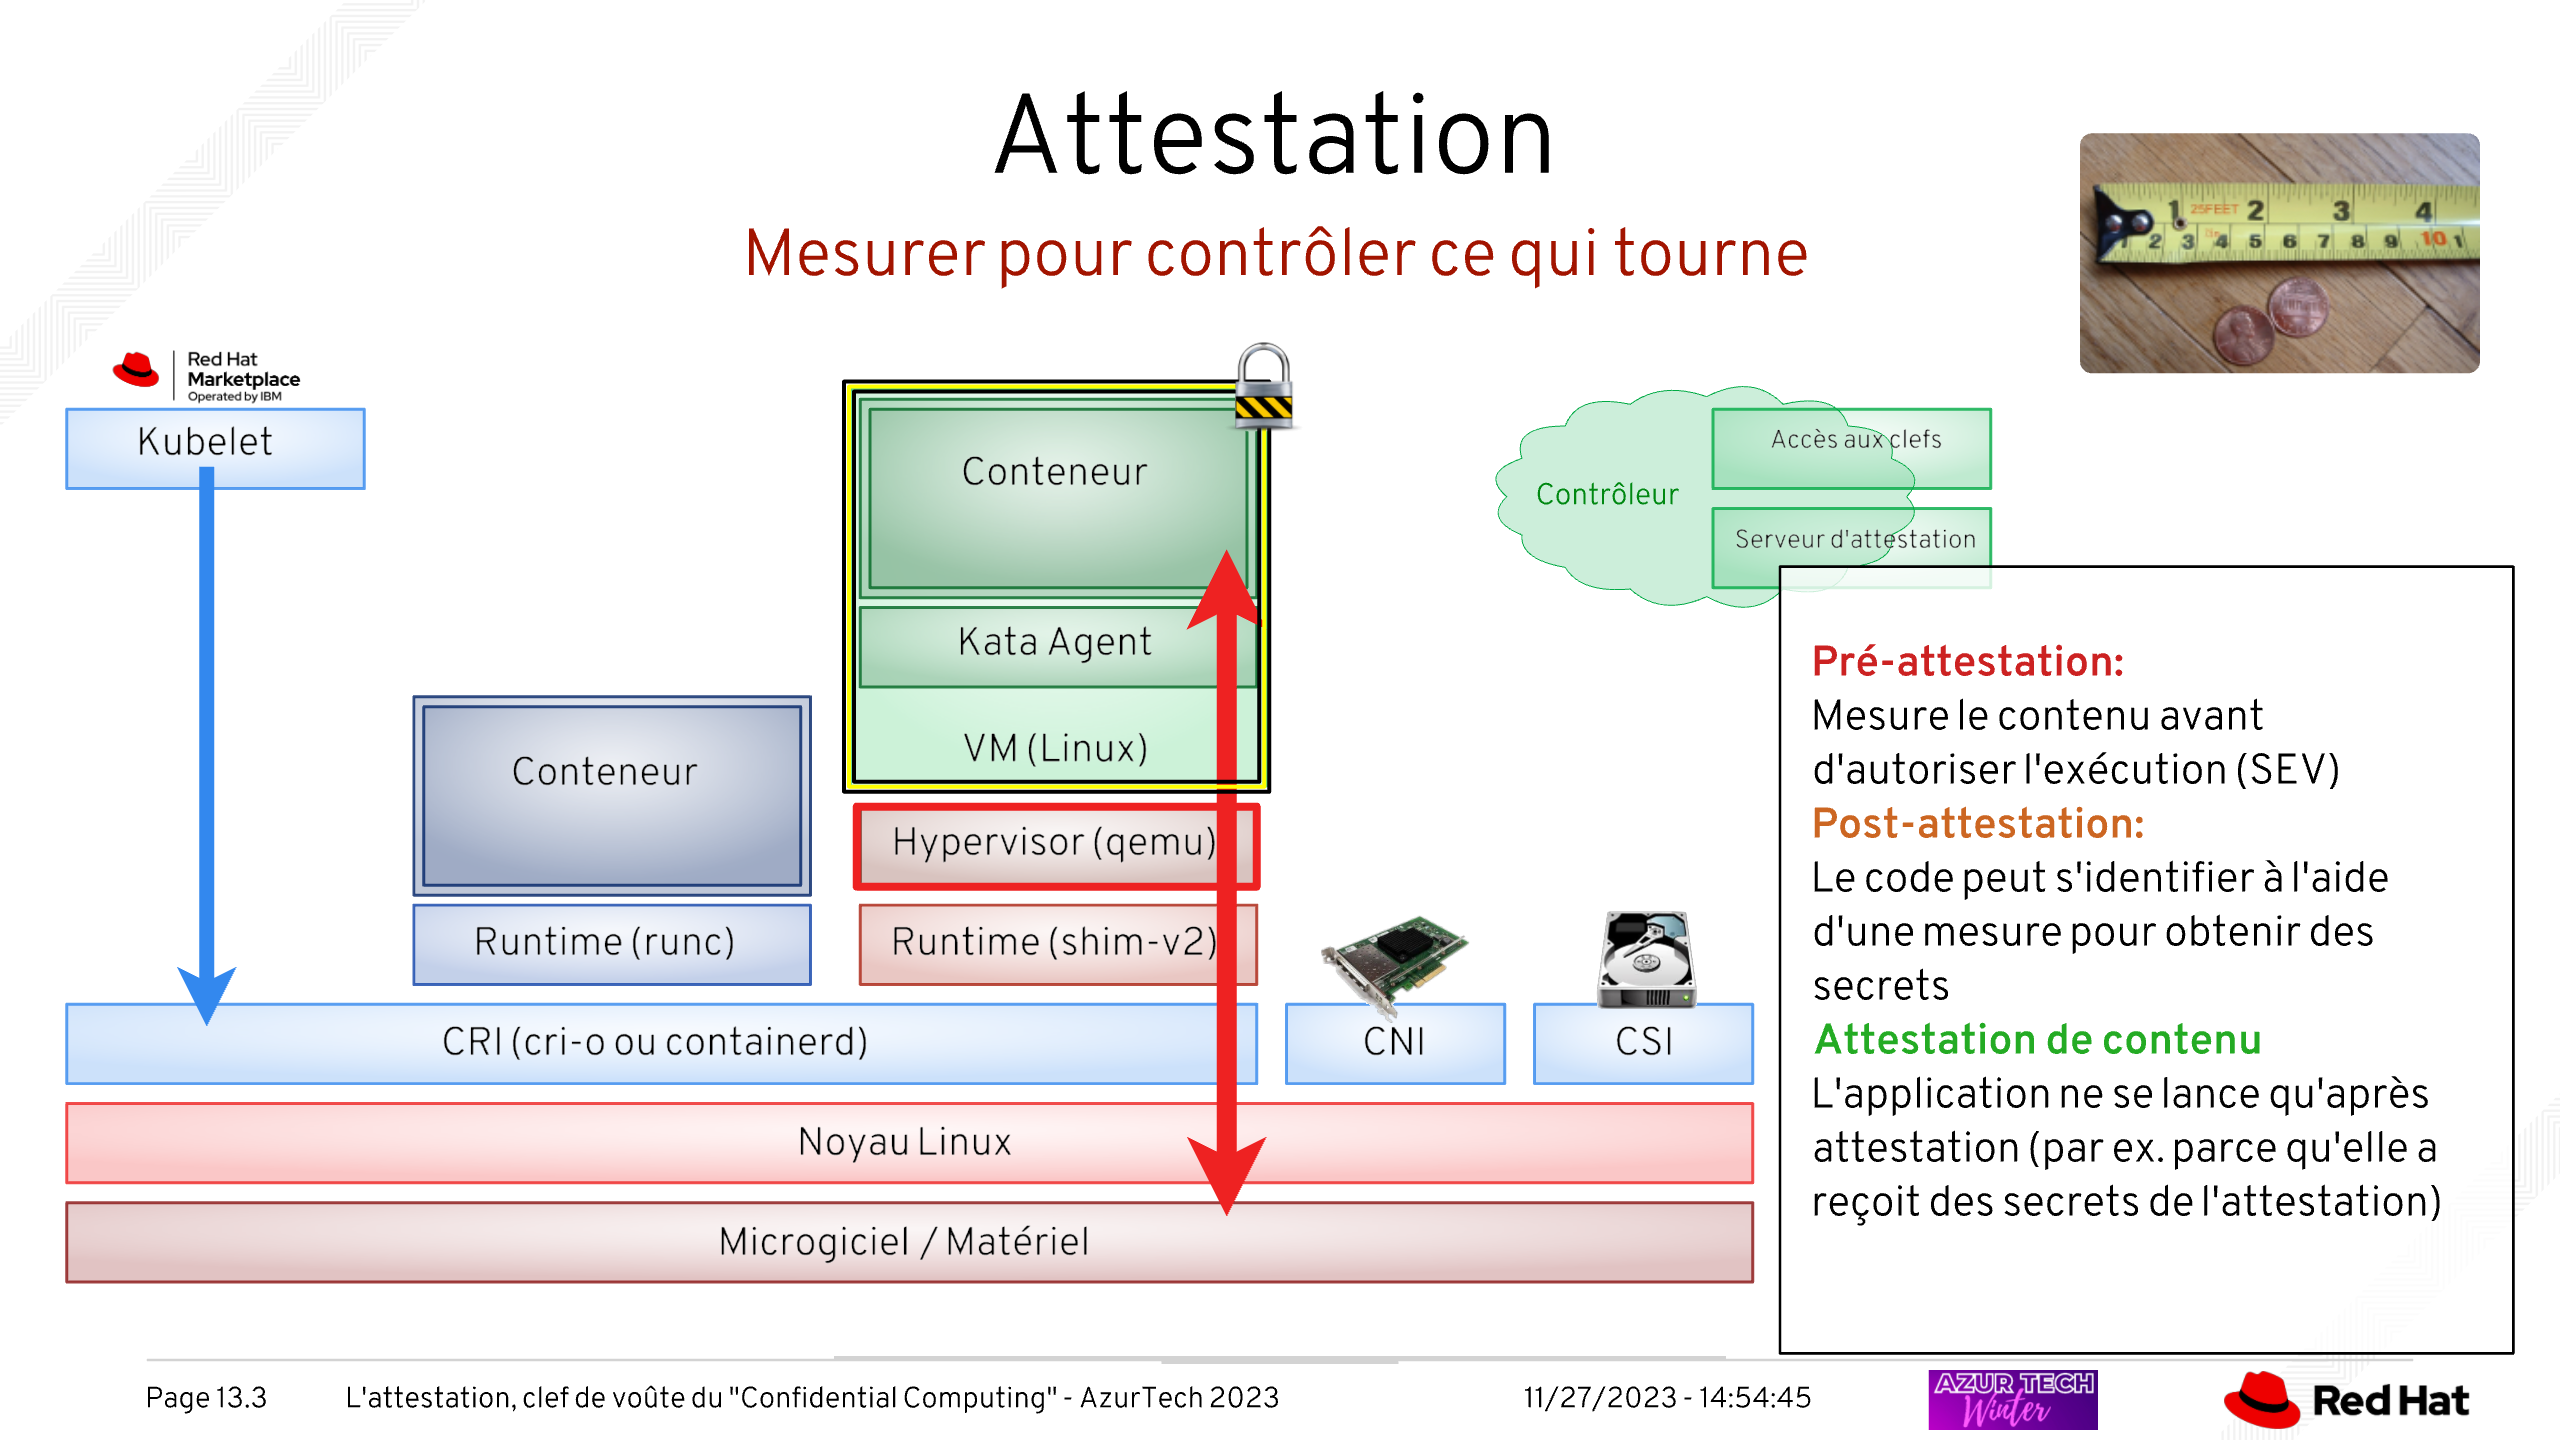 Attestation
Mesurer pour contrôler ce qui tourne
25FEET
1 2 3 4
in
1 2 3 4 5 6 7 8 9 10 1
Red Hat
Marketplace
Operated by IBM
Kubelet
Conteneur
Kata Agent
VM (Linux)
Hypervisor (qemu)
Runtime (shim-v2)
Conteneur
Runtime (runc)
CRI (cri-o ou containerd)
CNI
CSI
Noyau Linux
Microgiciel / Matériel
Contrôleur
Accès aux clefs
Serveur d'attestation
Pré-attestation:
Mesure le contenu avant
d'autoriser l'exécution (SEV)
Post-attestation:
Le code peut s'identifier à l'aide
d'une mesure pour obtenir des
secrets
Attestation de contenu
L'application ne se lance qu'après
attestation (par ex. parce qu'elle a
reçoit des secrets de l'attestation)
Page 13.3
L'attestation, clef de voûte du "Confidential Computing" - AzurTech 2023
11/27/2023 - 14:54:45
AZUR TECH
Winter
Red Hat